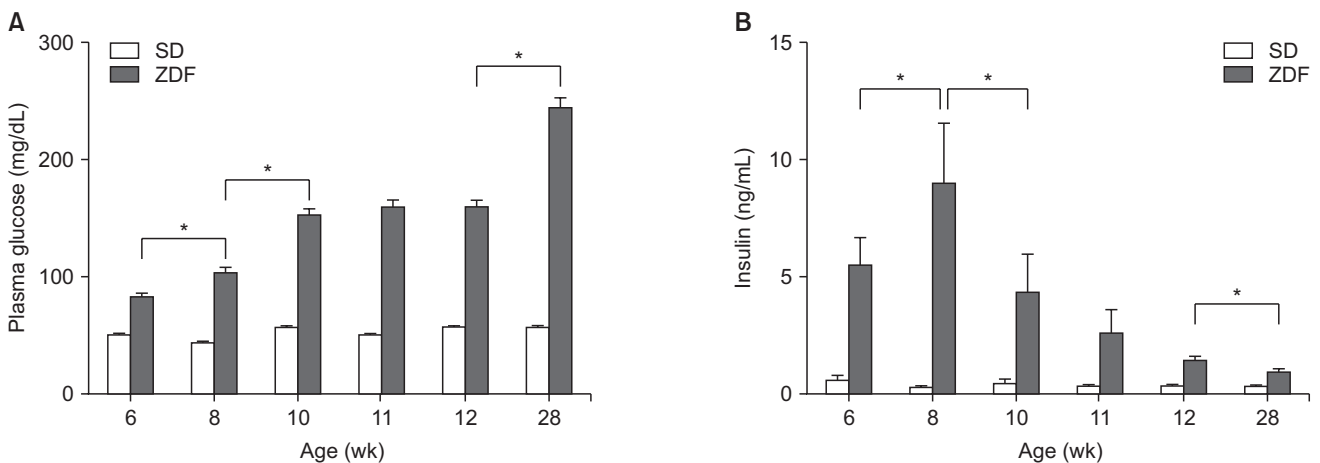 A
300
200
100
0
Plasma glucose (mg/dL)
SD
ZDF
*
*
*
6 8 10 11 12 28
Age (wk)
B
15
10
5
0
Insulin (ng/mL)
SD
ZDF
*
*
*
6 8 10 11 12 28
Age (wk)